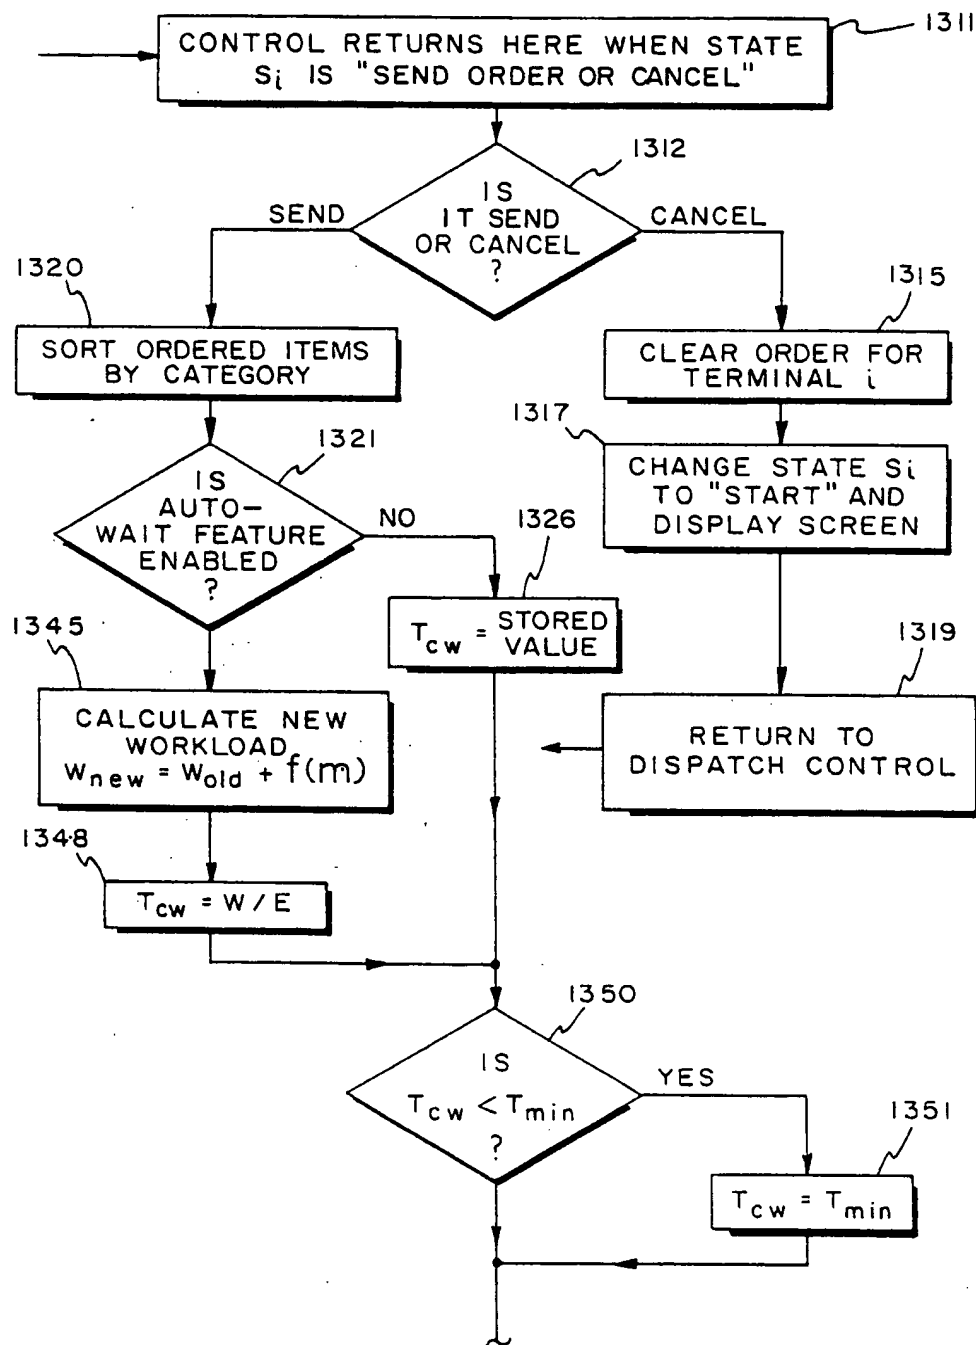 1311
CONTROL RETURNS HERE WHEN STATE
Si IS "SEND ORDER OR CANCEL"
1312
IS
IT SEND
OR CANCEL
?
SEND
CANCEL
1320
SORT ORDERED ITEMS
BY CATEGORY
1315
CLEAR ORDER FOR
TERMINAL i
1317
CHANGE STATE Si
TO "START" AND
DISPLAY SCREEN
1321
IS
AUTO-
WAIT FEATURE
ENABLED
?
NO
1326
Tcw = STORED
VALUE
1319
RETURN TO
DISPATCH CONTROL
1345
CALCULATE NEW
WORKLOAD
Wnew = Wold + f(m)
1348
Tcw = W/E
1350
IS
Tcw < Tmin
?
YES
1351
Tcw = Tmin